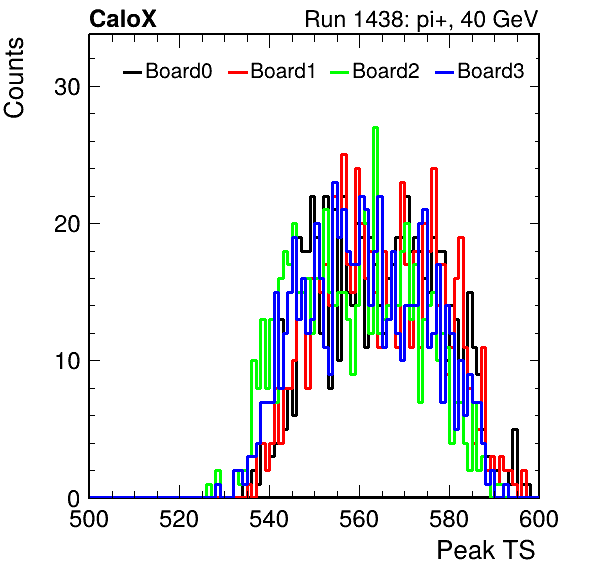 CaloX Run 1438: pi+, 40 GeV
Counts
Board0 Board1 Board2 Board3
30
20
10
0
500 520 540 560 580 600
Peak TS